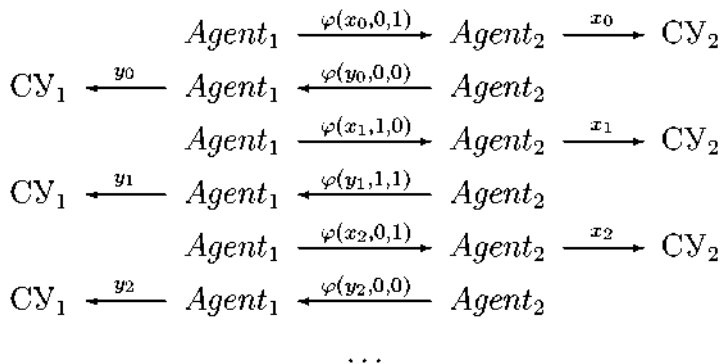 Agent₁ —φ(x₀,0,1)→ Agent₂ —x₀→ СУ₂
СУ₁ ←y₀— Agent₁ ←φ(y₀,0,0)— Agent₂
Agent₁ —φ(x₁,1,0)→ Agent₂ —x₁→ СУ₂
СУ₁ ←y₁— Agent₁ ←φ(y₁,1,1)— Agent₂
Agent₁ —φ(x₂,0,1)→ Agent₂ —x₂→ СУ₂
СУ₁ ←y₂— Agent₁ ←φ(y₂,0,0)— Agent₂
...